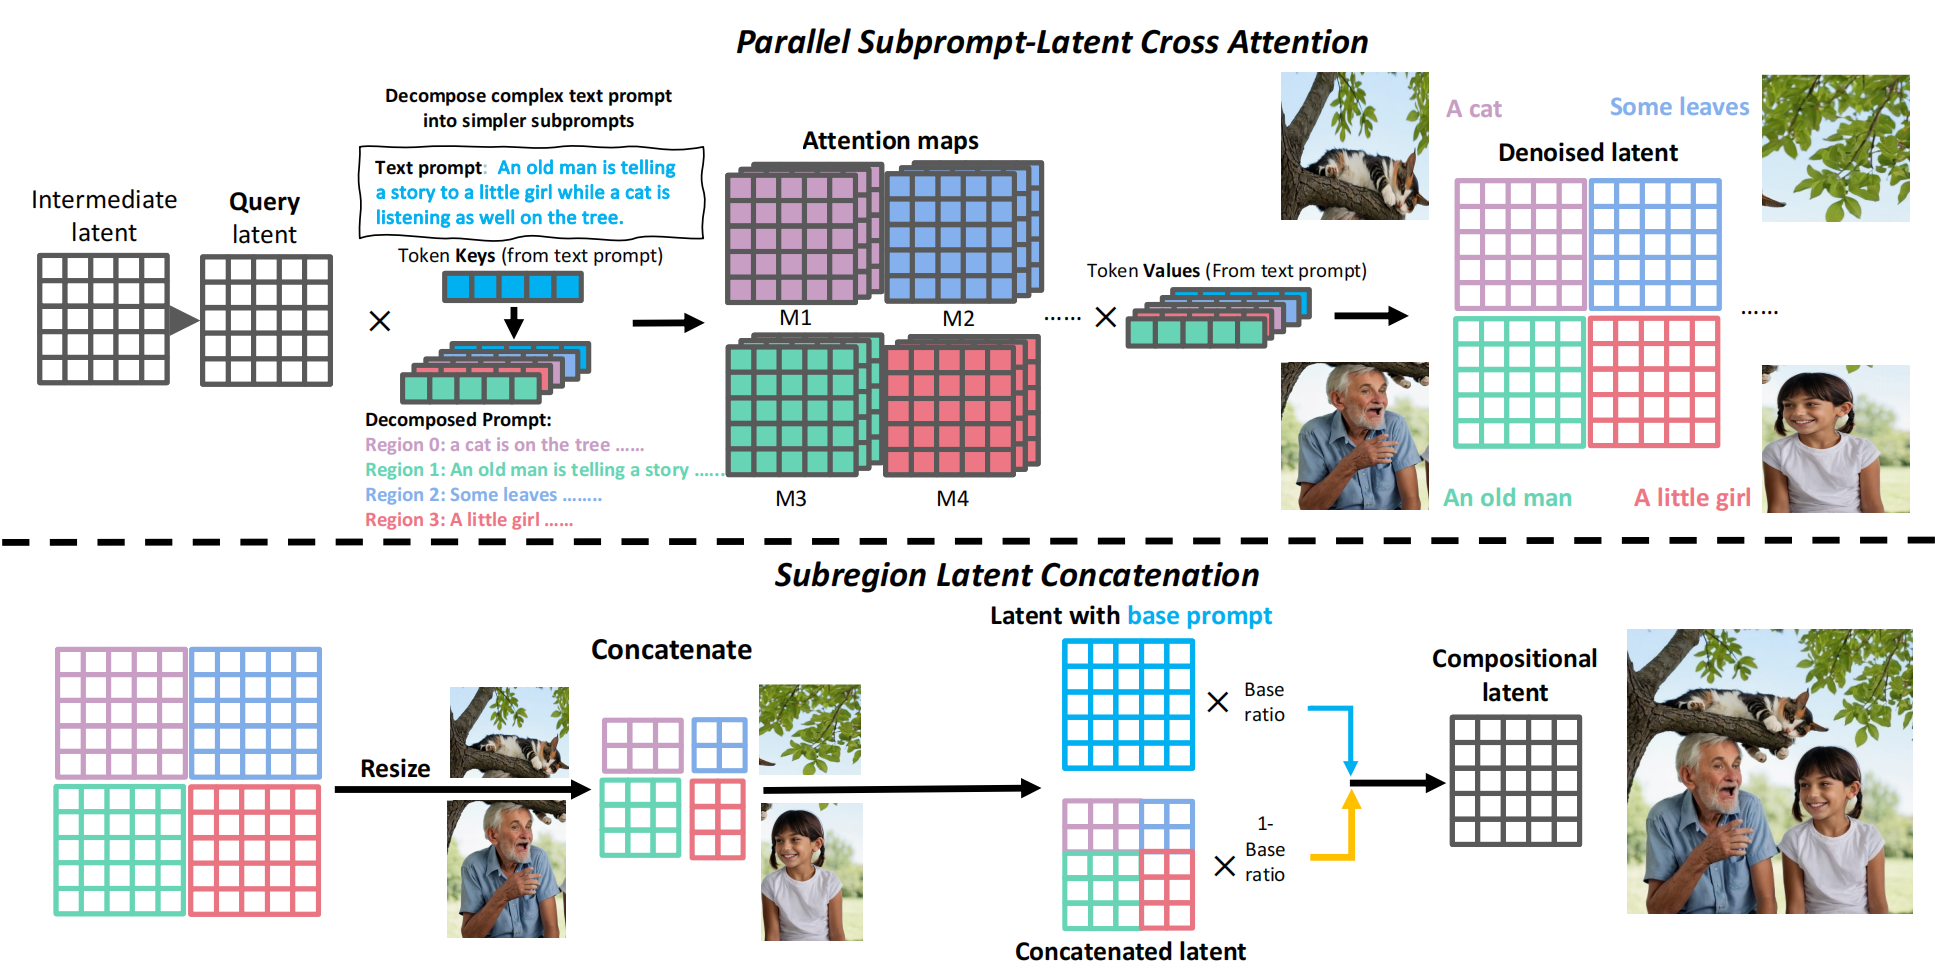 Parallel Subprompt-Latent Cross Attention
Decompose complex text prompt
into simpler subprompts
Text prompt: An old man is telling
a story to a little girl while a cat is
listening as well on the tree.
Intermediate
latent
Query
latent
×
Token Keys (from text prompt)
Decomposed Prompt:
Region 0: a cat is on the tree ......
Region 1: An old man is telling a story ......
Region 2: Some leaves ........
Region 3: A little girl ......
Attention maps
M1
M2
M3
M4
......
×
Token Values (From text prompt)
A cat
Some leaves
Denoised latent
......
An old man
A little girl
Subregion Latent Concatenation
Resize
Concatenate
Latent with base prompt
×
Base
ratio
×
1-
Base
ratio
Concatenated latent
Compositional
latent